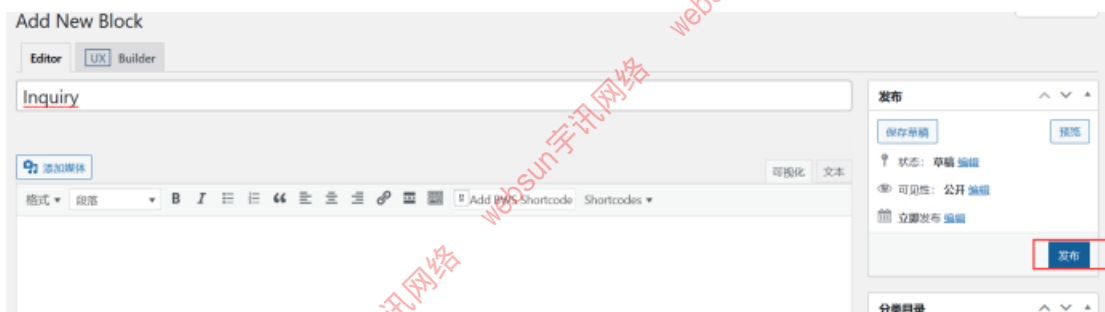 Add New Block
Editor UX Builder
Inquiry
添加媒体
可视化 文本
格式 段落 B I Add BWS Shortcode Shortcodes
发布
保存草稿 预览
状态: 草稿 编辑
可见性: 公开 编辑
立即发布 编辑
发布
分类目录
websun宇讯网络
讯网络